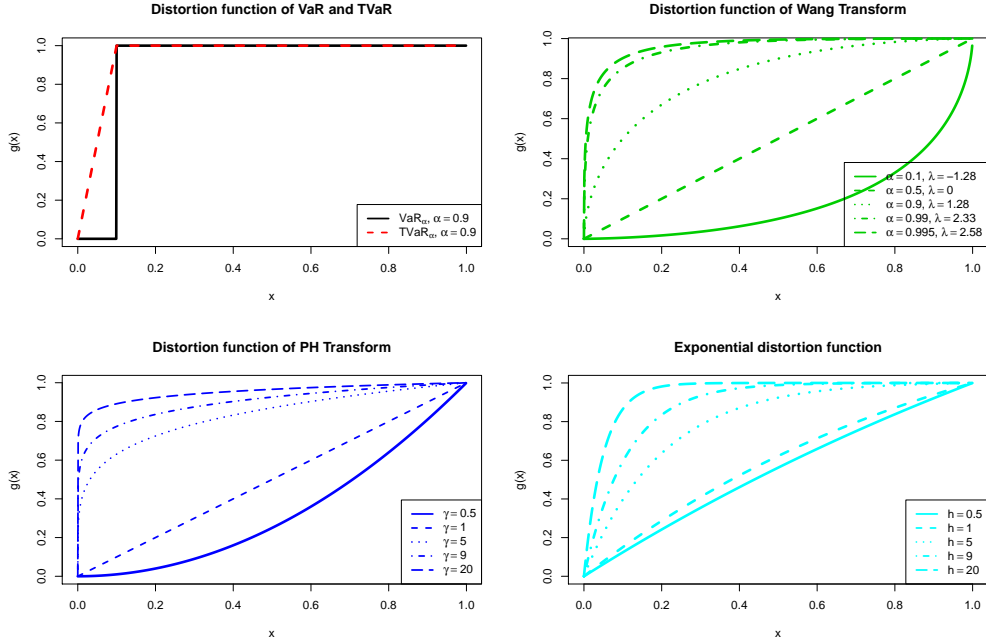 Distortion function of VaR and TVaR
g(x)
1.0
0.8
0.6
0.4
0.2
0.0
VaRα, α = 0.9
TVaRα, α = 0.9
0.0 0.2 0.4 0.6 0.8 1.0
x
Distortion function of Wang Transform
g(x)
1.0
0.8
0.6
0.4
0.2
0.0
α = 0.1, λ = −1.28
α = 0.5, λ = 0
α = 0.9, λ = 1.28
α = 0.99, λ = 2.33
α = 0.995, λ = 2.58
0.0 0.2 0.4 0.6 0.8 1.0
x
Distortion function of PH Transform
g(x)
1.0
0.8
0.6
0.4
0.2
0.0
γ = 0.5
γ = 1
γ = 5
γ = 9
γ = 20
0.0 0.2 0.4 0.6 0.8 1.0
x
Exponential distortion function
g(x)
1.0
0.8
0.6
0.4
0.2
0.0
h = 0.5
h = 1
h = 5
h = 9
h = 20
0.0 0.2 0.4 0.6 0.8 1.0
x